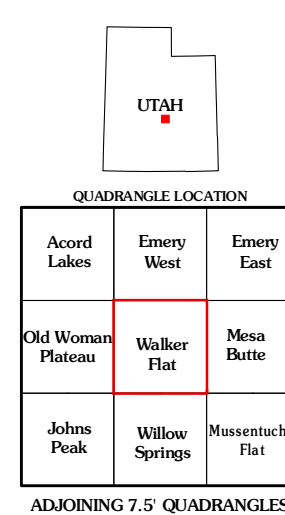 UTAH
QUADRANGLE LOCATION
Acord
Lakes
Emery
West
Emery
East
Old Woman
Plateau
Walker
Flat
Mesa
Butte
Johns
Peak
Willow
Springs
Mussentuch
Flat
ADJOINING 7.5' QUADRANGLES